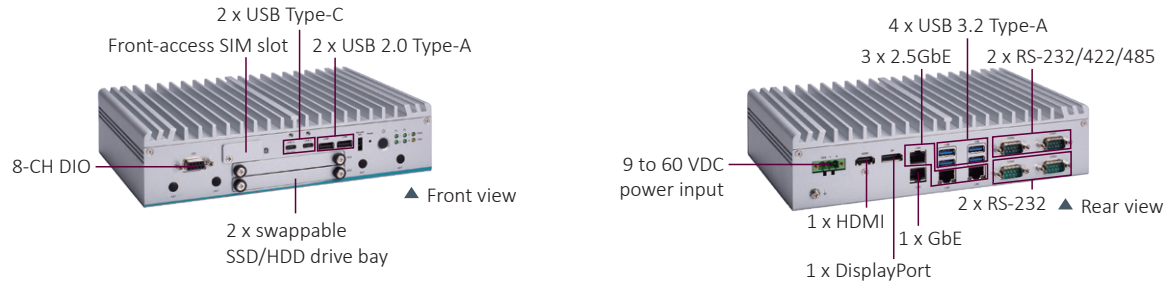 2 x USB Type-C
Front-access SIM slot
2 x USB 2.0 Type-A
8-CH DIO
▲ Front view
2 x swappable
SSD/HDD drive bay
4 x USB 3.2 Type-A
3 x 2.5GbE
2 x RS-232/422/485
9 to 60 VDC
power input
2 x RS-232
▲ Rear view
1 x HDMI
1 x GbE
1 x DisplayPort